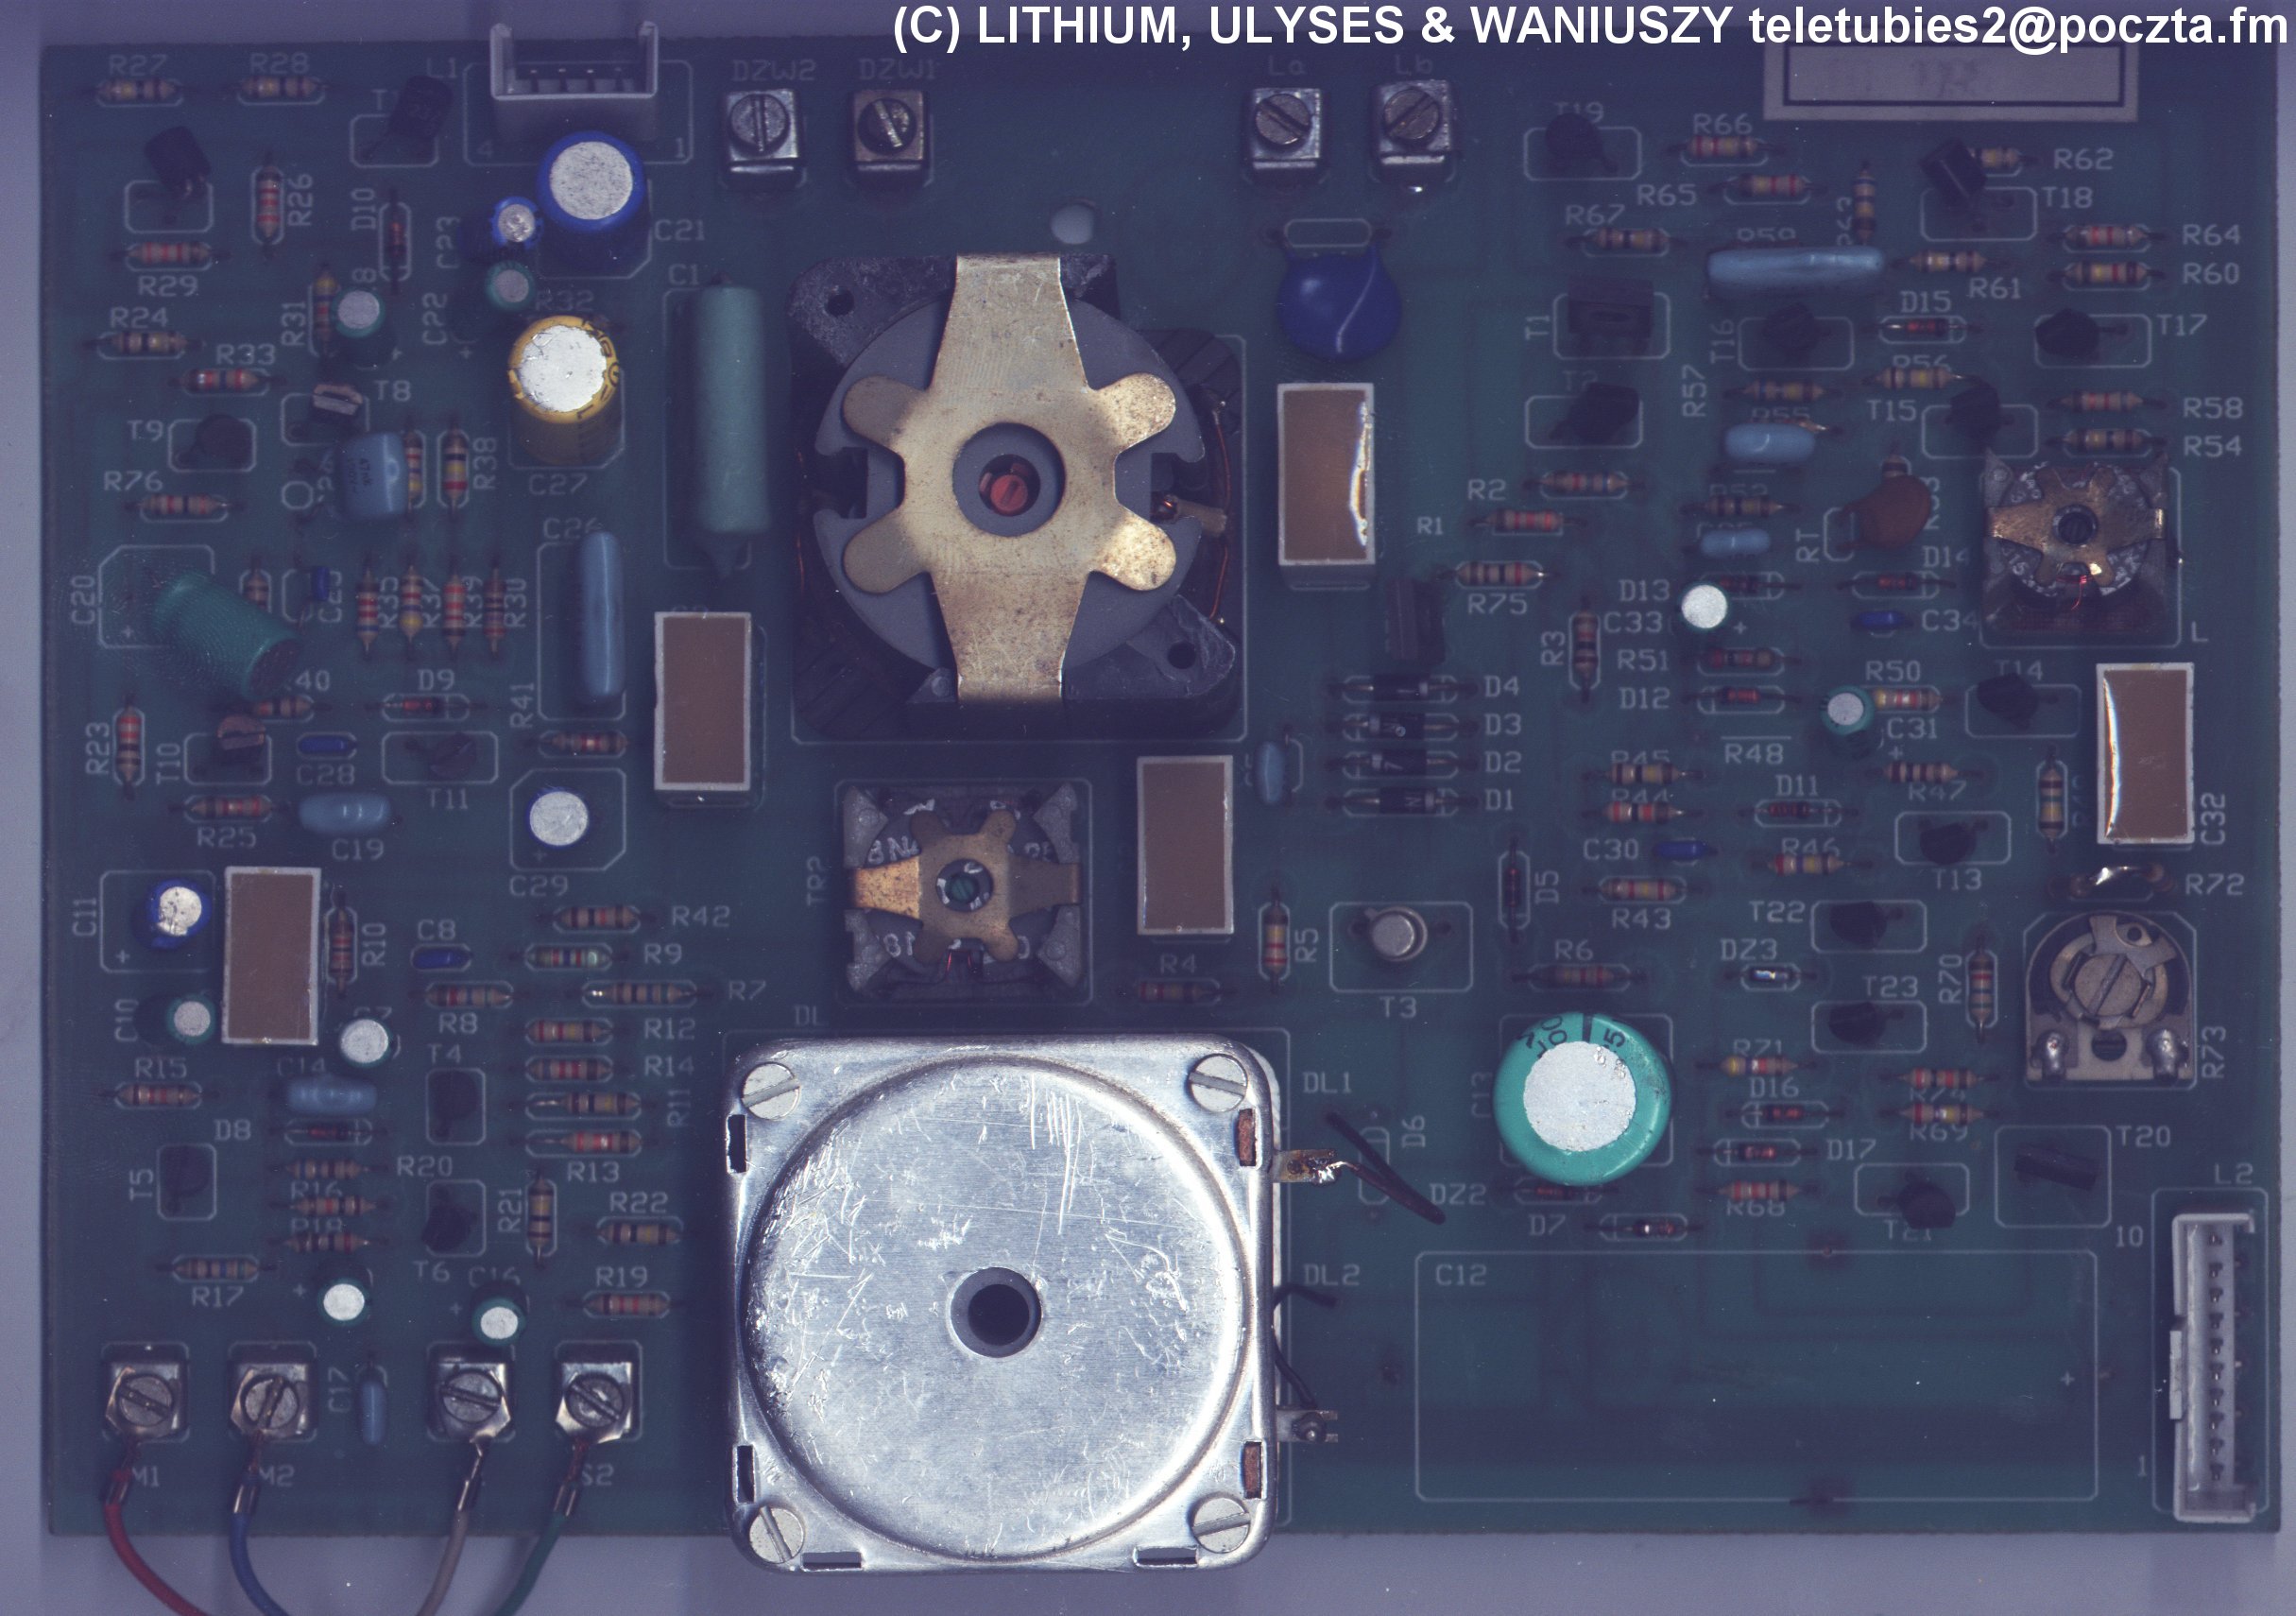 (C) LITHIUM, ULYSES & WANIUSZY teletubies2@poczta.fm
R27 R28 L1 DZW2 DZW1 La Lb
T19 R66 R62
4 1
R26 D10 R65 T18
C23 C21 R67 R64
R29 C1 R60
R31 C22 R32 R61
R24 D15
R33 T1 T16 T17
T8 T2 R57 R56
T9 R55 T15 R58
R38 R54
R76 C27 R2
R1
C26 RT
D14
C20 R35 R37 R39 R30 R75 D13
R3 C33 C34
L
R51
D9 D4 D12 R50 T14
R41 D3 C31
R23 T10 C28 D2 R48
T11 D1 R45 D11 R47
R25 R44 C32
C19 C30 R46
C29 T13
D5 R43 R72
C11 R42 T22
R10 C8 R9 R5 DZ3
R4 R6 R70
R8 R7 T3 T23
C10 DL
R12
R15 C14 T4 R14 DL1 C13 R71 R73
R11 D16 R74
D8 D6 R69
R13 D17 T20
T5 R20 R16 R21 DZ2 L2
R18 R22 D7 R68 T21
10
R17 T6 C16 R19 DL2 C12
C17
M1 M2 S2 1